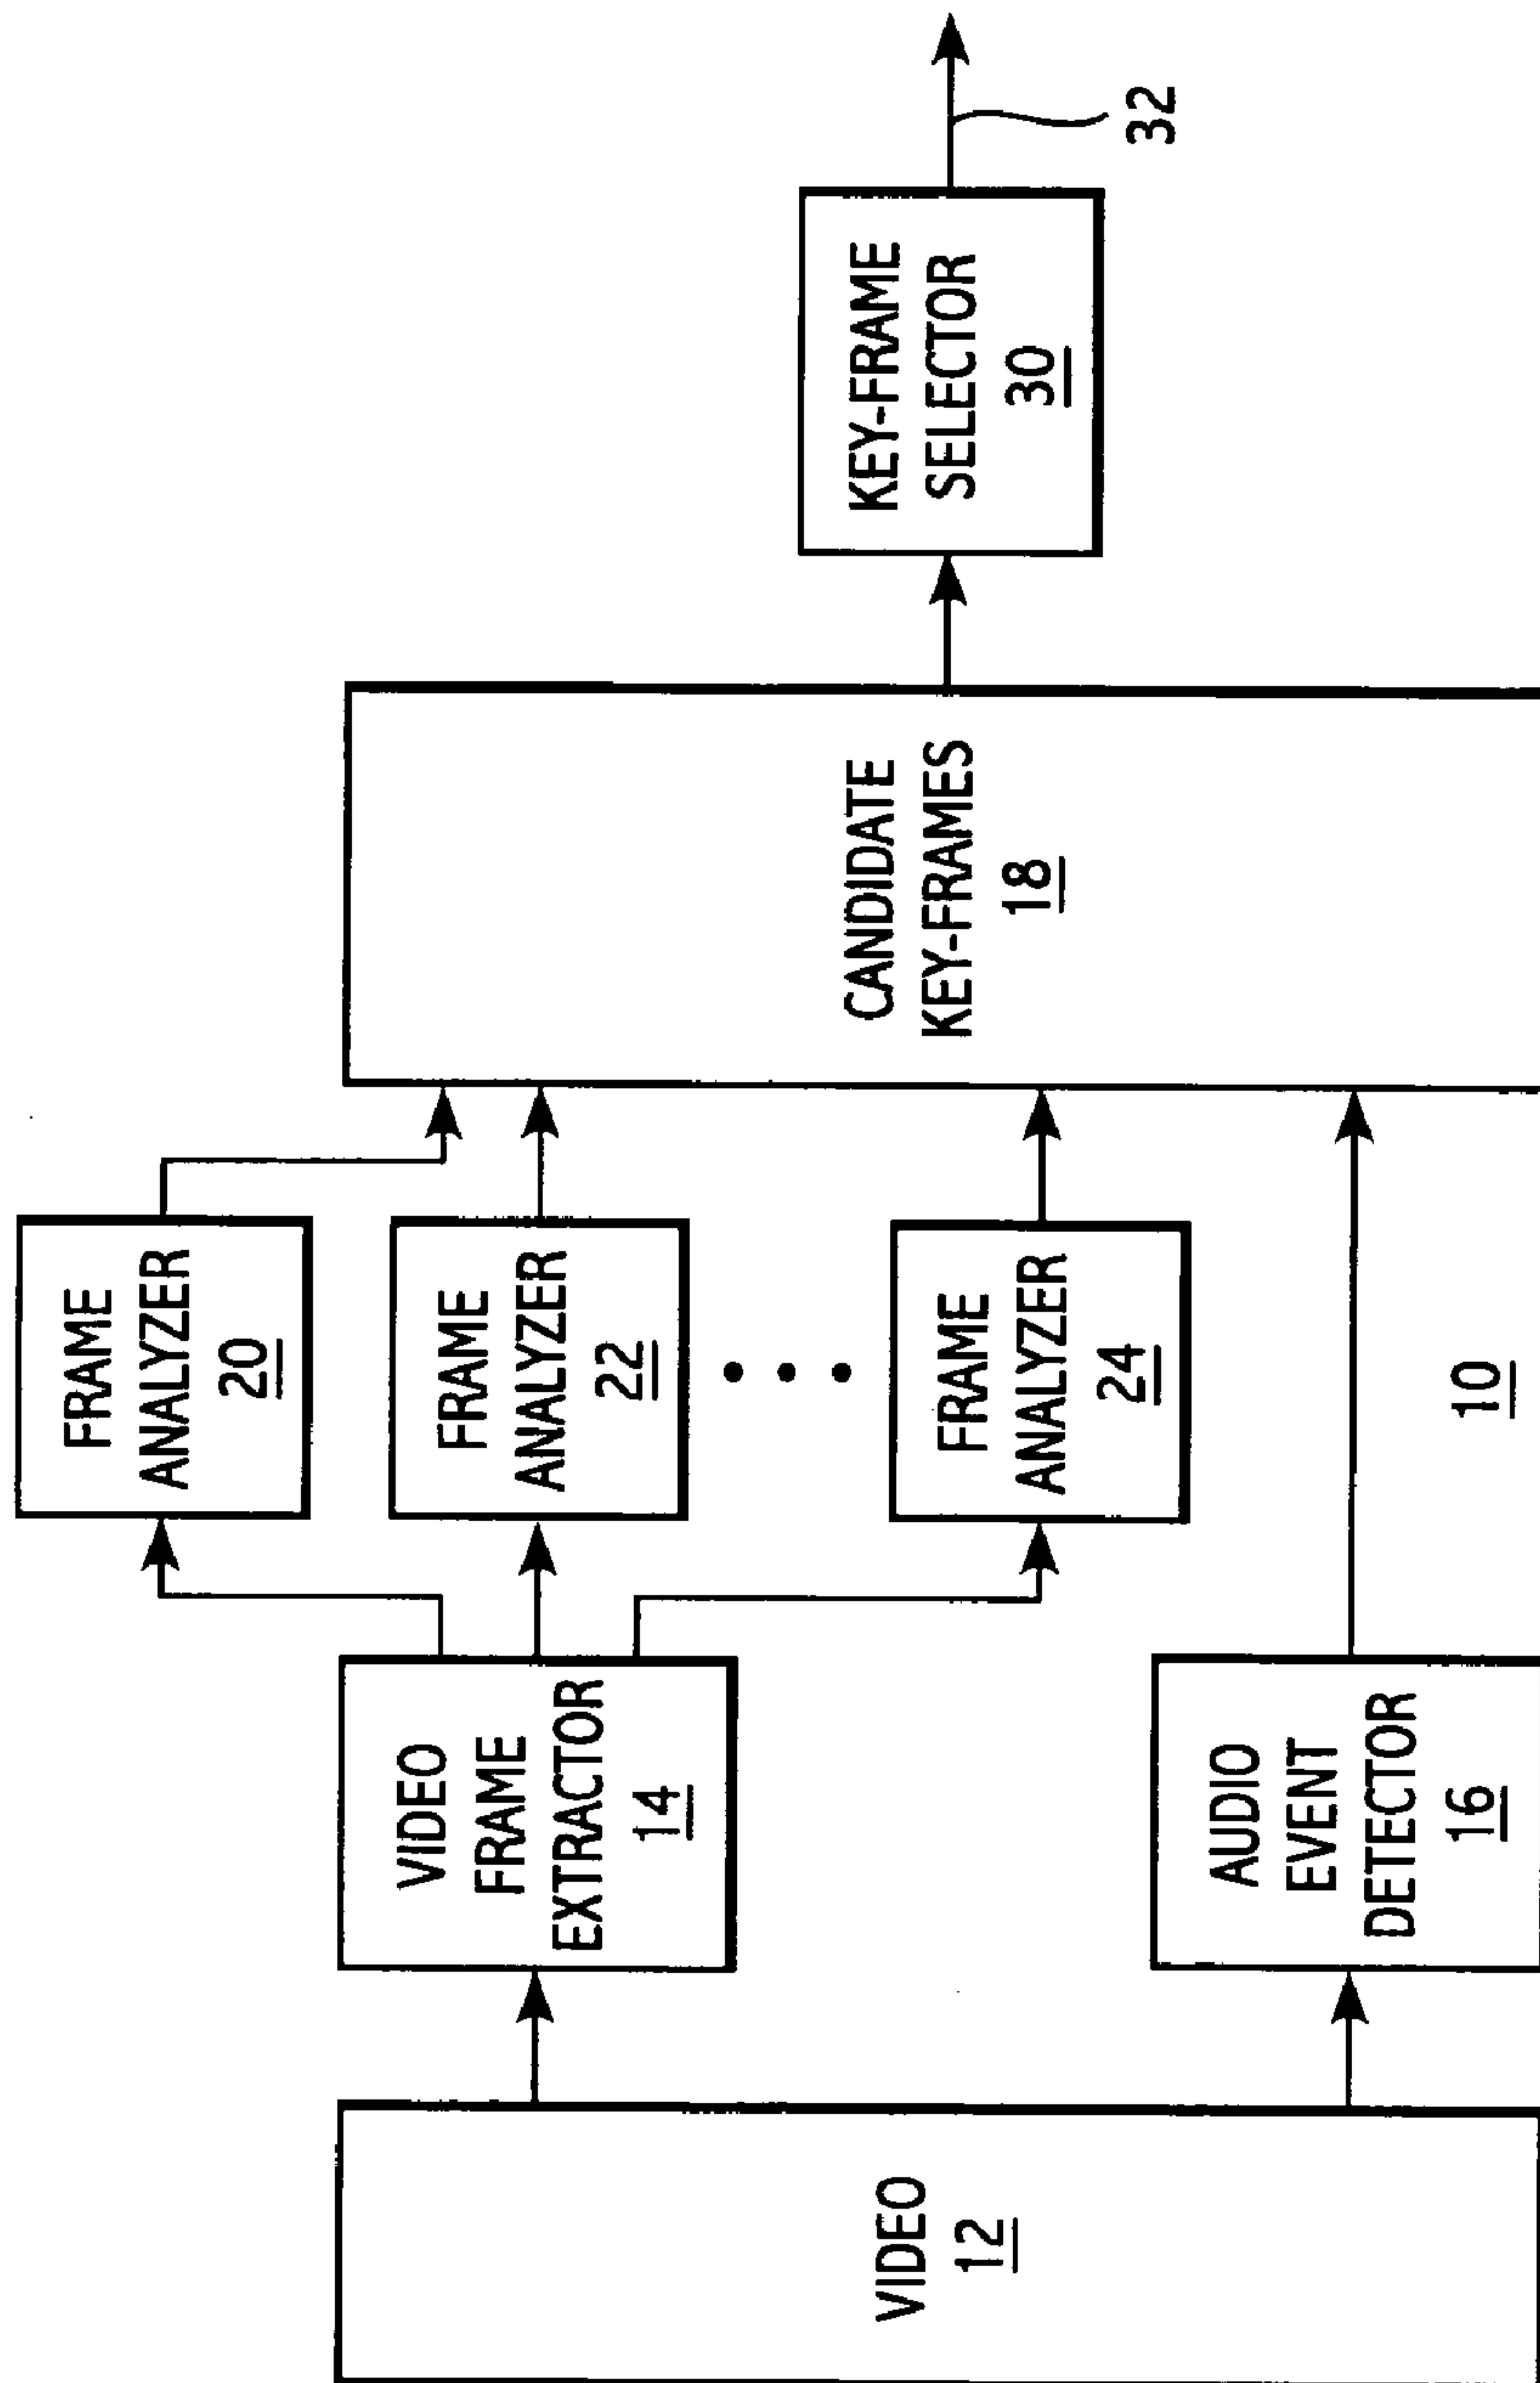 VIDEO
12
VIDEO
FRAME
EXTRACTOR
14
AUDIO
EVENT
DETECTOR
16
FRAME
ANALYZER
20
FRAME
ANALYZER
22
FRAME
ANALYZER
24
10
CANDIDATE
KEY-FRAMES
18
KEY-FRAME
SELECTOR
30
32